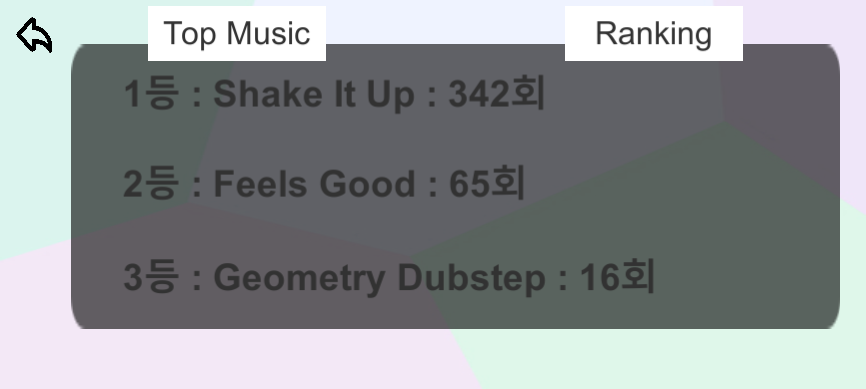 Top Music
Ranking
1등 : Shake It Up : 342회
2등 : Feels Good : 65회
3등 : Geometry Dubstep : 16회